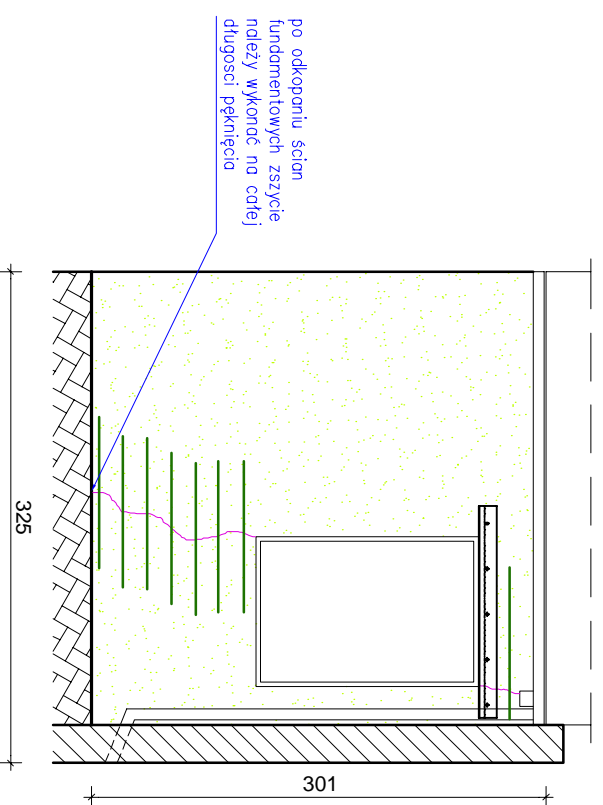 po odkopaniu ścian
fundamentowych zszycie
należy wykonać na całej
długosci pęknięcia
325
301